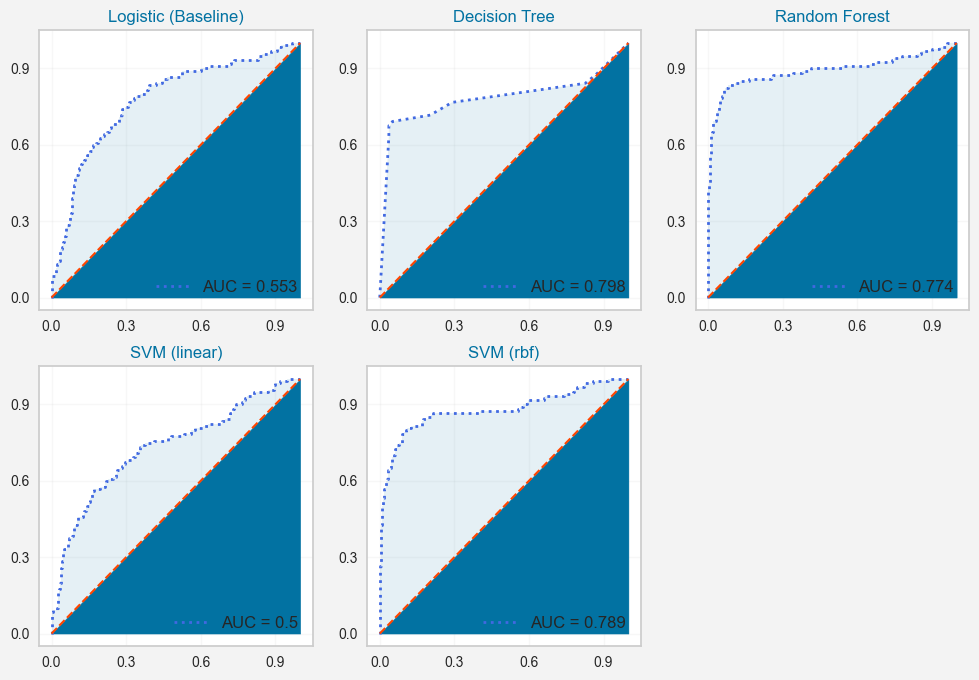 Logistic (Baseline)
0.9
0.6
0.3
0.0
AUC = 0.553
0.0 0.3 0.6 0.9
Decision Tree
0.9
0.6
0.3
0.0
AUC = 0.798
0.0 0.3 0.6 0.9
Random Forest
0.9
0.6
0.3
0.0
AUC = 0.774
0.0 0.3 0.6 0.9
SVM (linear)
0.9
0.6
0.3
0.0
AUC = 0.5
0.0 0.3 0.6 0.9
SVM (rbf)
0.9
0.6
0.3
0.0
AUC = 0.789
0.0 0.3 0.6 0.9